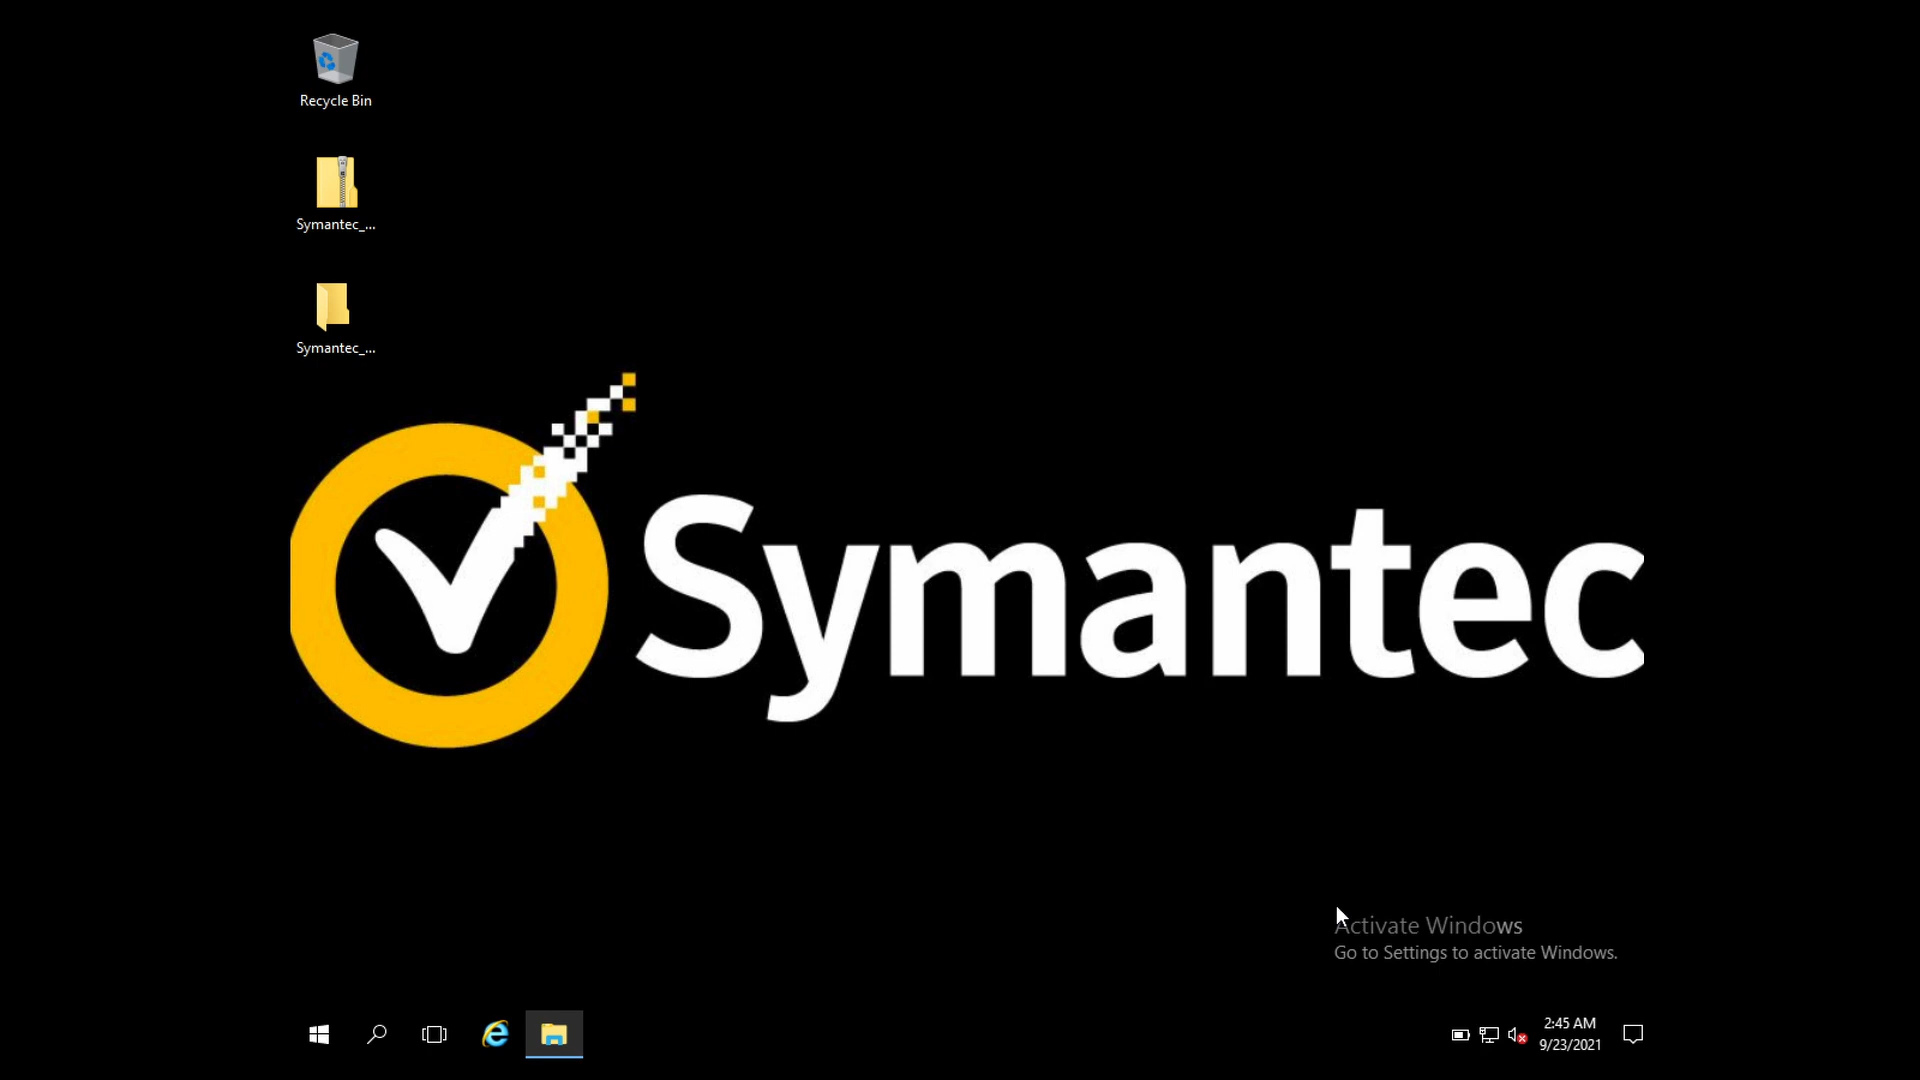 Recycle Bin
Symantec_...
Symantec_...
Symantec
Activate Windows
Go to Settings to activate Windows.
2:45 AM
9/23/2021